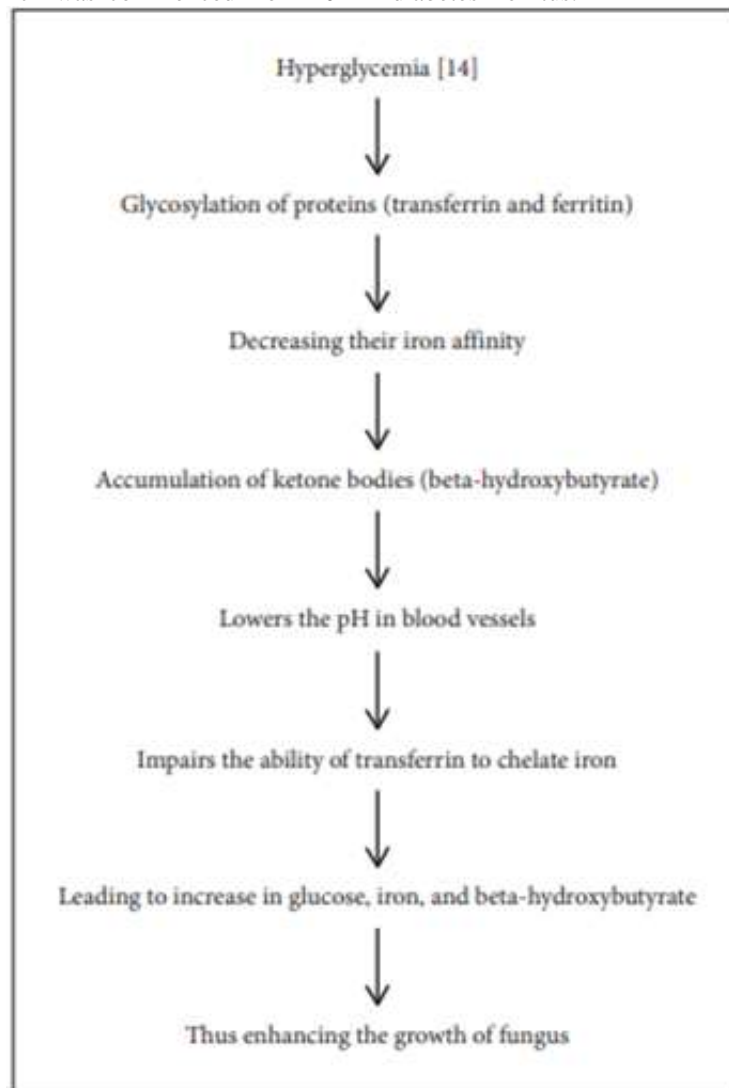 Hyperglycemia [14]
Glycosylation of proteins (transferrin and ferritin)
Decreasing their iron affinity
Accumulation of ketone bodies (beta-hydroxybutyrate)
Lowers the pH in blood vessels
Impairs the ability of transferrin to chelate iron
Leading to increase in glucose, iron, and beta-hydroxybutyrate
Thus enhancing the growth of fungus